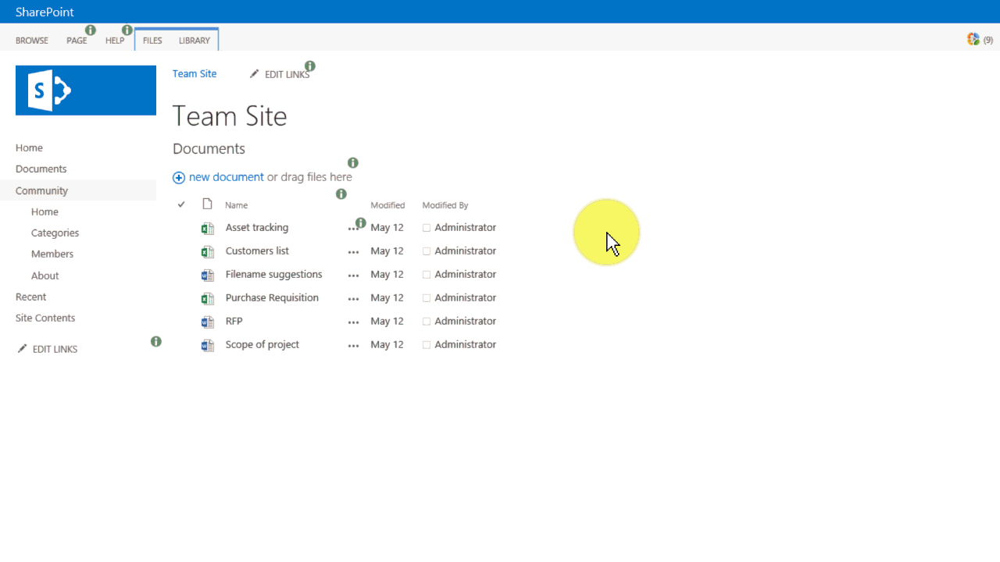 SharePoint
BROWSE PAGE HELP FILES LIBRARY (9)
S
Team Site EDIT LINKS
Team Site
Documents
new document or drag files here
Name Modified Modified By
Asset tracking ... May 12 Administrator
Customers list ... May 12 Administrator
Filename suggestions ... May 12 Administrator
Purchase Requisition ... May 12 Administrator
RFP ... May 12 Administrator
Scope of project ... May 12 Administrator
Home
Documents
Community
Home
Categories
Members
About
Recent
Site Contents
EDIT LINKS